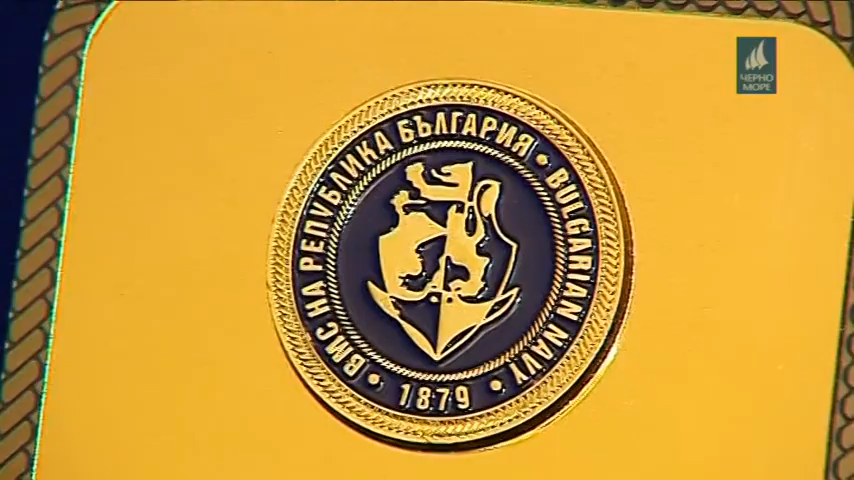 ЧЕРНО
МОРЕ
ВМС НА РЕПУБЛИКА БЪЛГАРИЯ
BULGARIAN NAVY
1879